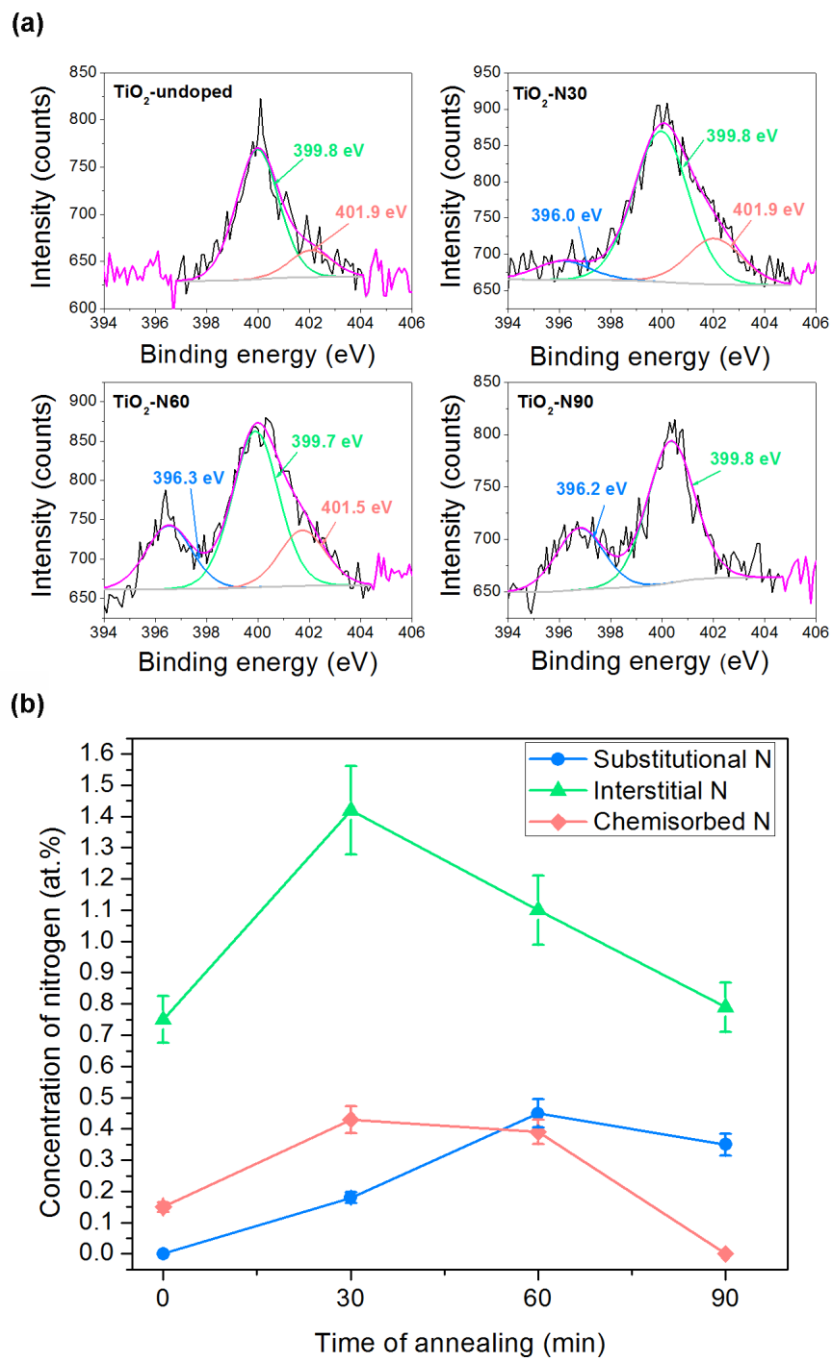 (a)
TiO2-undoped
399.8 eV
401.9 eV
Intensity (counts)
850
800
750
700
650
600
394 396 398 400 402 404 406
Binding energy (eV)
TiO2-N30
399.8 eV
396.0 eV
401.9 eV
Intensity (counts)
950
900
850
800
750
700
650
394 396 398 400 402 404 406
Binding energy (eV)
TiO2-N60
399.7 eV
396.3 eV
401.5 eV
Intensity (counts)
900
850
800
750
700
650
394 396 398 400 402 404 406
Binding energy (eV)
TiO2-N90
399.8 eV
396.2 eV
Intensity (counts)
850
800
750
700
650
394 396 398 400 402 404 406
Binding energy (eV)
(b)
Substitutional N
Interstitial N
Chemisorbed N
Concentration of nitrogen (at.%)
1.6
1.5
1.4
1.3
1.2
1.1
1.0
0.9
0.8
0.7
0.6
0.5
0.4
0.3
0.2
0.1
0.0
0 30 60 90
Time of annealing (min)